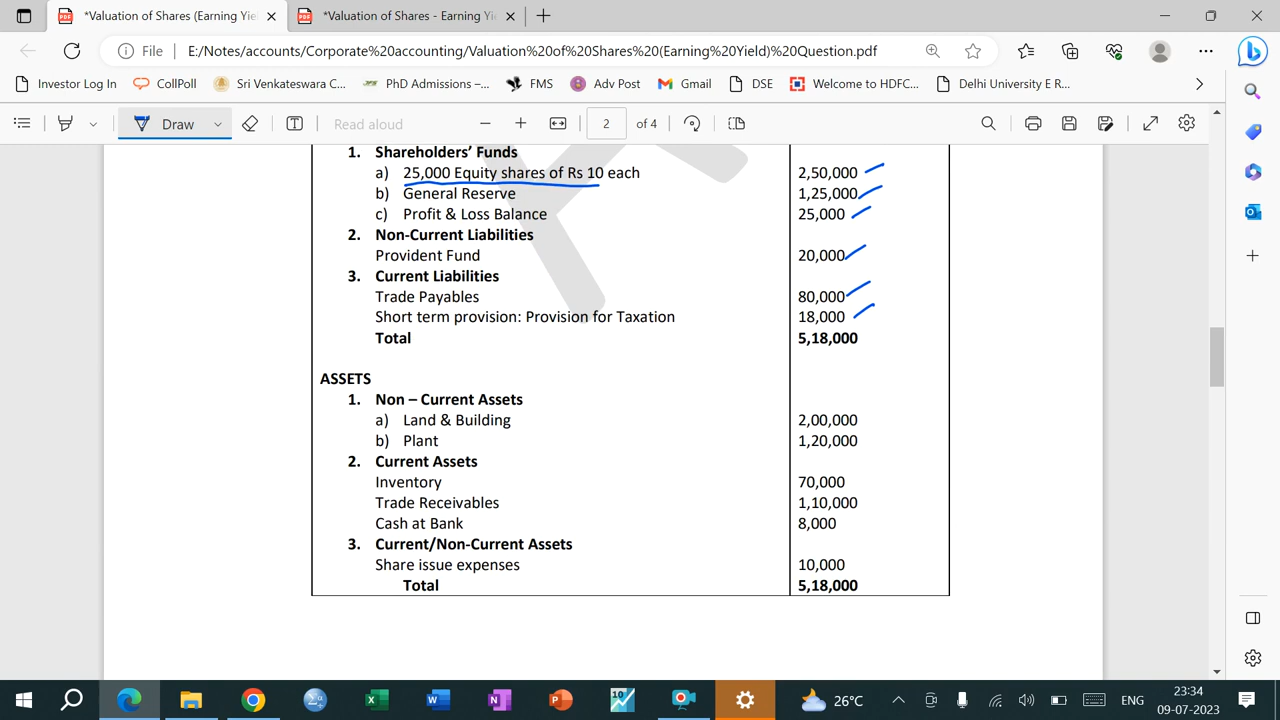 *Valuation of Shares (Earning Yie
*Valuation of Shares - Earning Yi
File E:/Notes/accounts/Corporate%20accounting/Valuation%20of%20Shares%20(Earning%20Yield)%20Question.pdf
Investor Log In CollPoll Sri Venkateswara C... PhD Admissions –... FMS Adv Post Gmail DSE Welcome to HDFC... Delhi University E R...
Draw T Read aloud 2 of 4
1. Shareholders' Funds
a) 25,000 Equity shares of Rs 10 each 2,50,000
b) General Reserve 1,25,000
c) Profit & Loss Balance 25,000
2. Non-Current Liabilities
Provident Fund 20,000
3. Current Liabilities
Trade Payables 80,000
Short term provision: Provision for Taxation 18,000
Total 5,18,000
ASSETS
1. Non – Current Assets
a) Land & Building 2,00,000
b) Plant 1,20,000
2. Current Assets
Inventory 70,000
Trade Receivables 1,10,000
Cash at Bank 8,000
3. Current/Non-Current Assets
Share issue expenses 10,000
Total 5,18,000
26°C ENG 23:34
09-07-2023